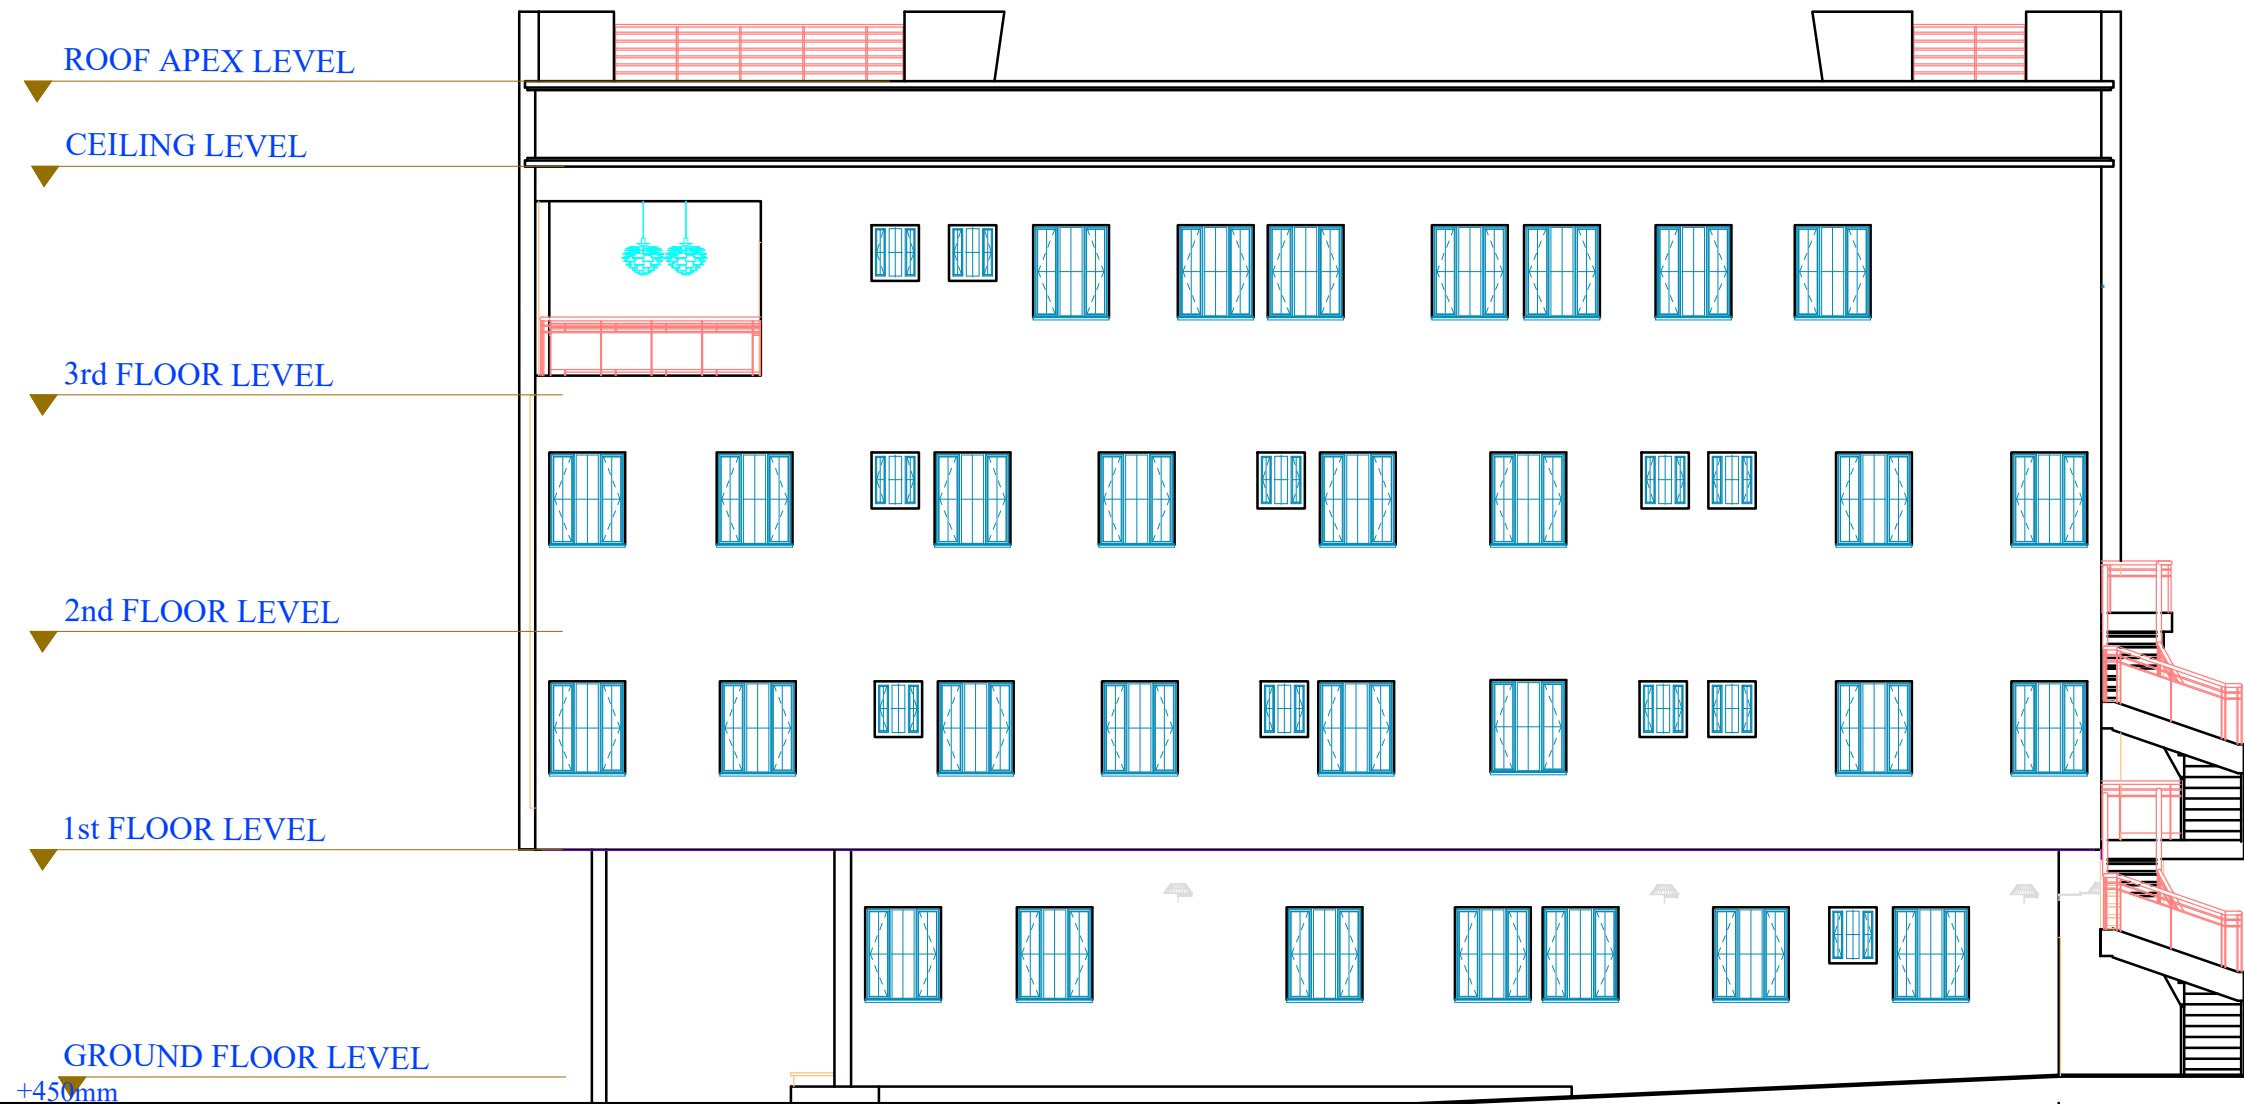 ROOF APEX LEVEL
CEILING LEVEL
3rd FLOOR LEVEL
2nd FLOOR LEVEL
1st FLOOR LEVEL
GROUND FLOOR LEVEL
+450mm